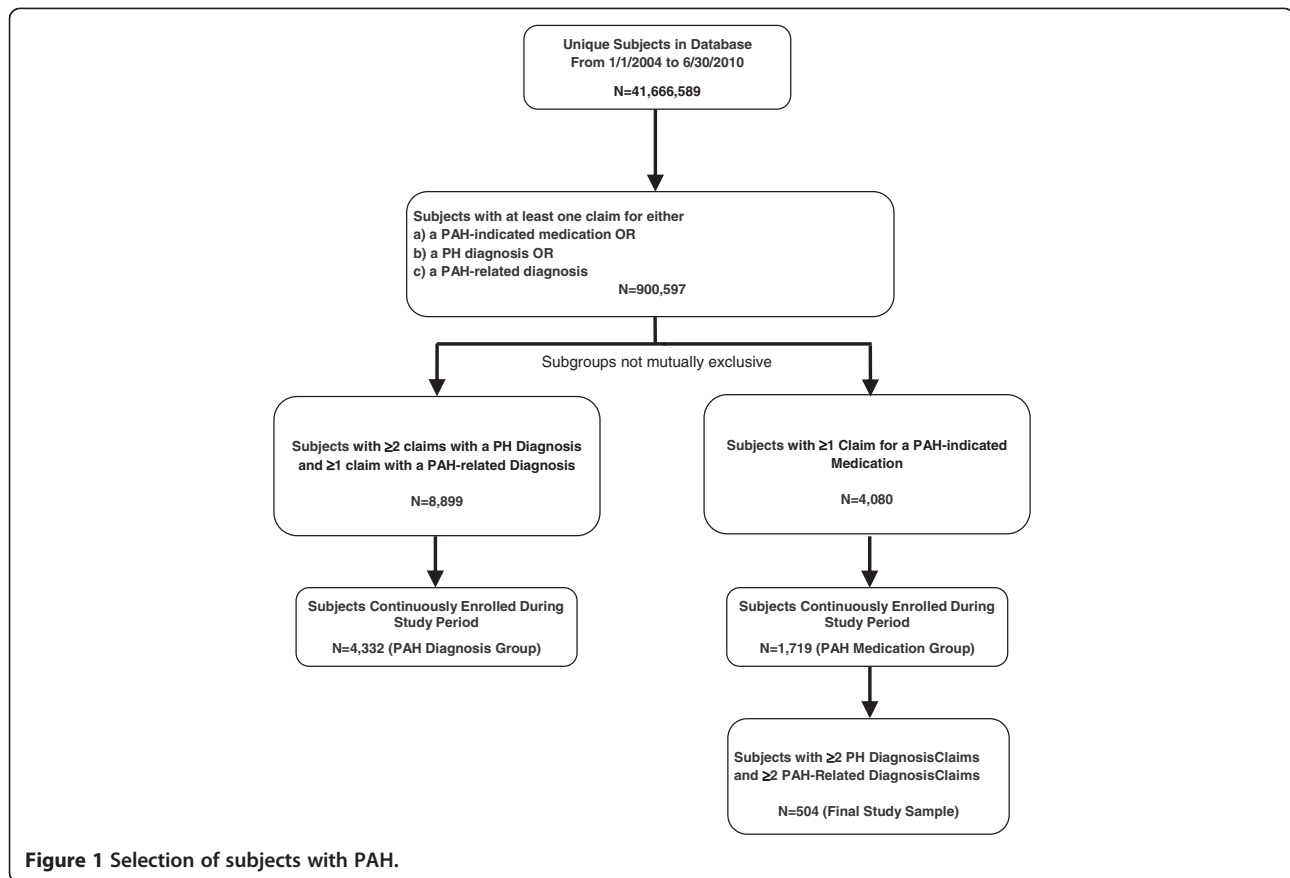 Unique Subjects in Database
From 1/1/2004 to 6/30/2010
N=41,666,589
Subjects with at least one claim for either
a) a PAH-indicated medication OR
b) a PH diagnosis OR
c) a PAH-related diagnosis
N=900,597
Subgroups not mutually exclusive
Subjects with ≥2 claims with a PH Diagnosis
and ≥1 claim with a PAH-related Diagnosis
N=8,899
Subjects with ≥1 Claim for a PAH-indicated
Medication
N=4,080
Subjects Continuously Enrolled During
Study Period
N=4,332 (PAH Diagnosis Group)
Subjects Continuously Enrolled During
Study Period
N=1,719 (PAH Medication Group)
Subjects with ≥2 PH DiagnosisClaims
and ≥2 PAH-Related DiagnosisClaims
N=504 (Final Study Sample)
Figure 1 Selection of subjects with PAH.